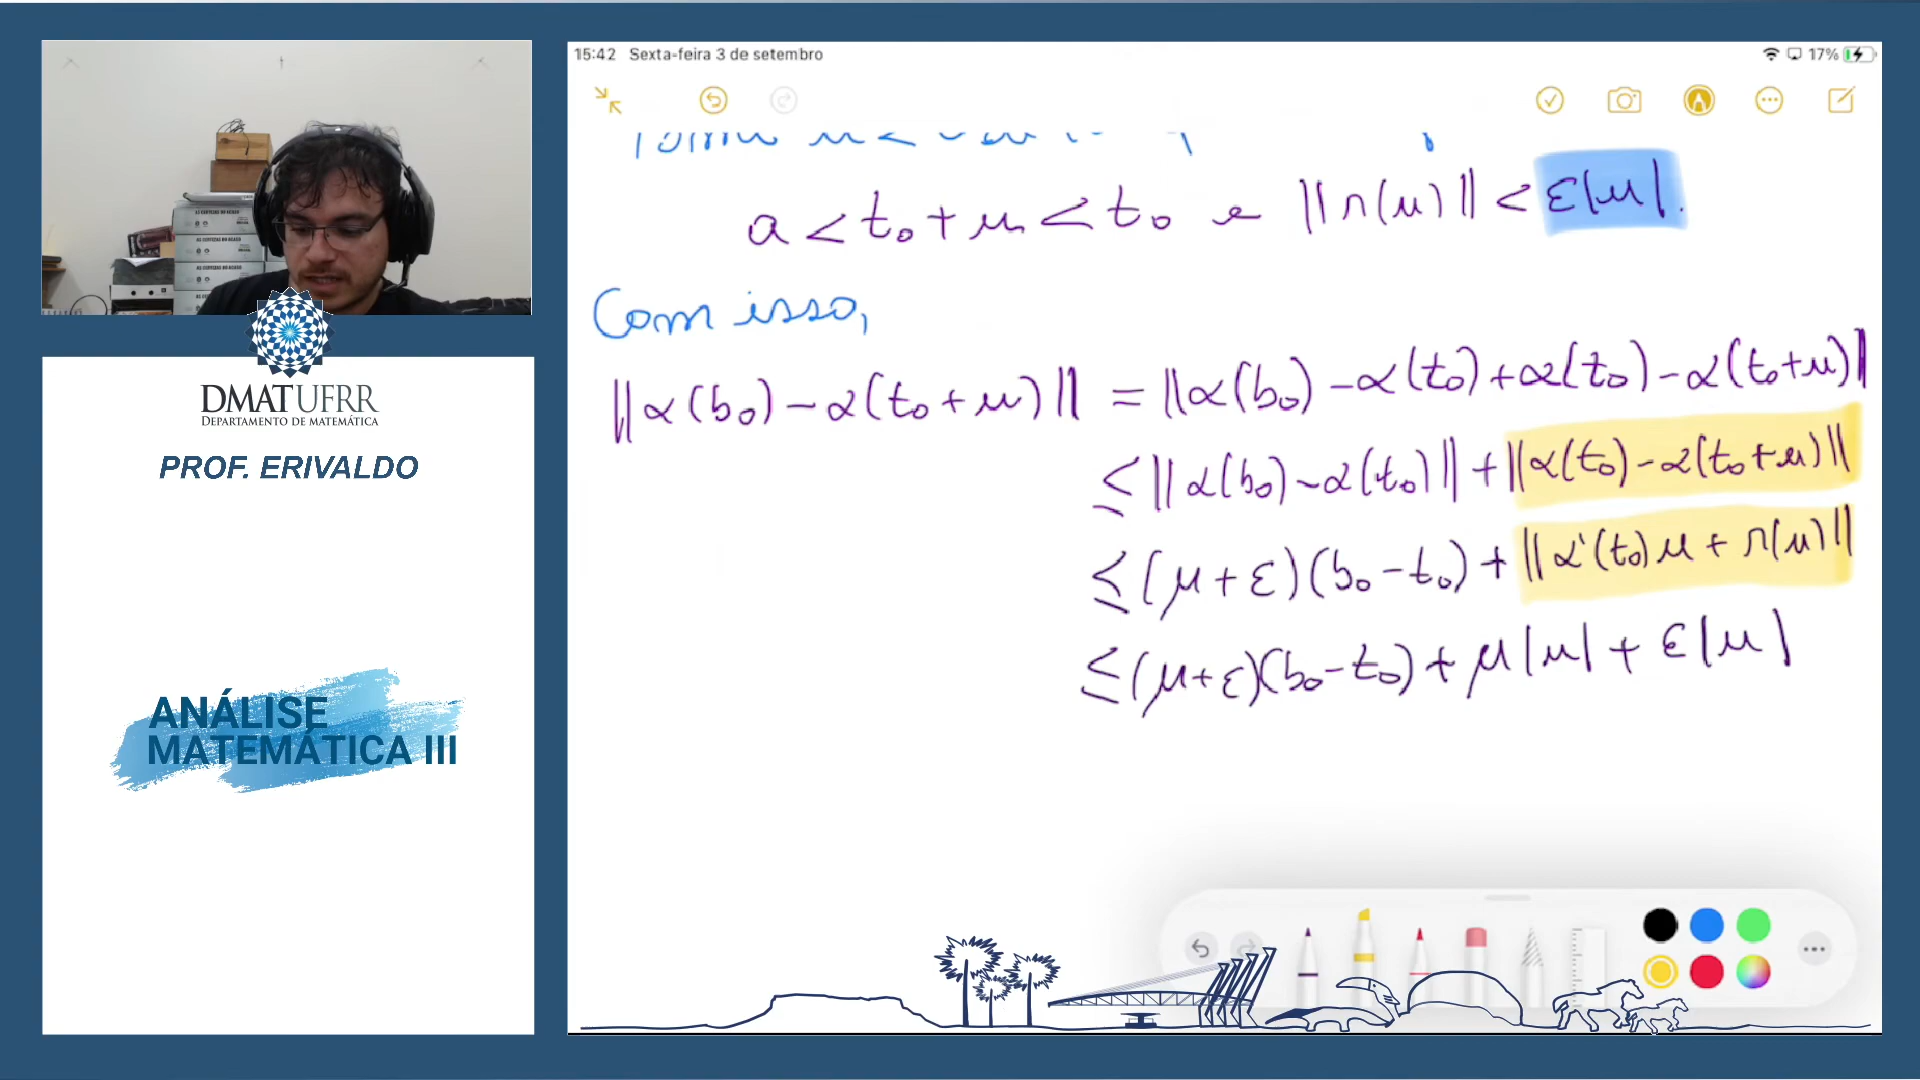 15:42 Sexta-feira 3 de setembro
17%
a < t₀ + u < t₀ e ||r(u)|| < ε|u|.
Com isso,
||α(b₀) - α(t₀ + u)|| = ||α(b₀) - α(t₀) + α(t₀) - α(t₀+u)||
≤ ||α(b₀) - α(t₀)|| + ||α(t₀) - α(t₀+u)||
≤ (μ + ε)(b₀ - t₀) + ||α'(t₀)u + r(u)||
≤ (μ+ε)(b₀ - t₀) + μ|u| + ε|u|
DMATUFRR
DEPARTAMENTO DE MATEMÁTICA
PROF. ERIVALDO
ANÁLISE
MATEMÁTICA III